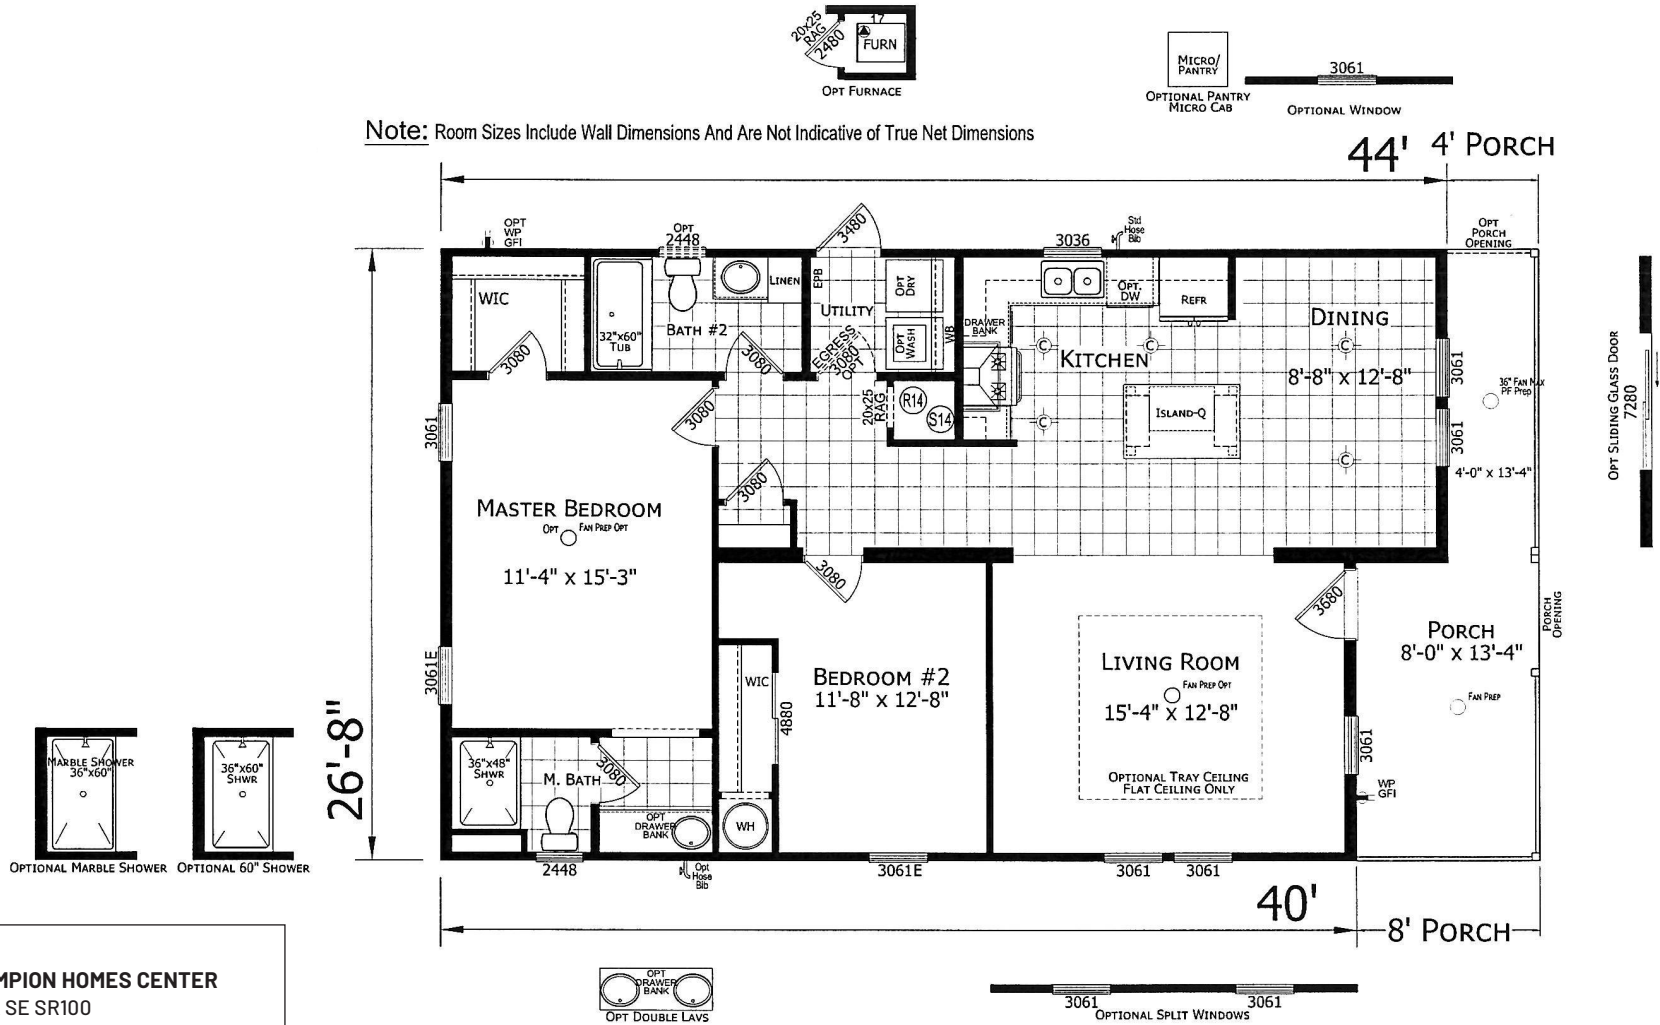 20x25
RAG
2480
17
FURN
OPT FURNACE
MICRO/
PANTRY
OPTIONAL PANTRY
MICRO CAB
3061
OPTIONAL WINDOW
Note: Room Sizes Include Wall Dimensions And Are Not Indicative of True Net Dimensions
44'
4' PORCH
OPT
WP
GFI
OPT
2448
3480
3036
Std
Hose
Bib
OPT
PORCH
OPENING
WIC
3080
32"x60"
TUB
BATH #2
LINEN
3080
EPB
UTILITY
OPT
DRY
OPT
WASH
WB
EGRESS
3080
OPT
DRAWER
BANK
OPT.
DW
REFR
KITCHEN
DINING
8'-8" x 12'-8"
ISLAND-Q
C
C
C
C
C
3061
3061
36" FAN MAX
PF Prep
4'-0" x 13'-4"
OPT SLIDING GLASS DOOR
7280
3061
3080
20x25
RAG
R14
S14
3080
MASTER BEDROOM
OPT
FAN PREP OPT
11'-4" x 15'-3"
3061E
3080
WIC
4880
BEDROOM #2
11'-8" x 12'-8"
LIVING ROOM
FAN PREP OPT
15'-4" x 12'-8"
OPTIONAL TRAY CEILING
FLAT CEILING ONLY
3680
PORCH
8'-0" x 13'-4"
FAN PREP
PORCH
OPENING
3061
WP
GFI
26'-8"
36"x48"
SHWR
M. BATH
3080
OPT
DRAWER
BANK
WH
2448
Opt
Hose
Bib
3061E
3061
3061
MARBLE SHOWER
36"x60"
OPTIONAL MARBLE SHOWER
36"x60"
SHWR
OPTIONAL 60" SHOWER
40'
8' PORCH
MPION HOMES CENTER
SE SR100
OPT
DRAWER
BANK
OPT DOUBLE LAVS
3061
3061
OPTIONAL SPLIT WINDOWS